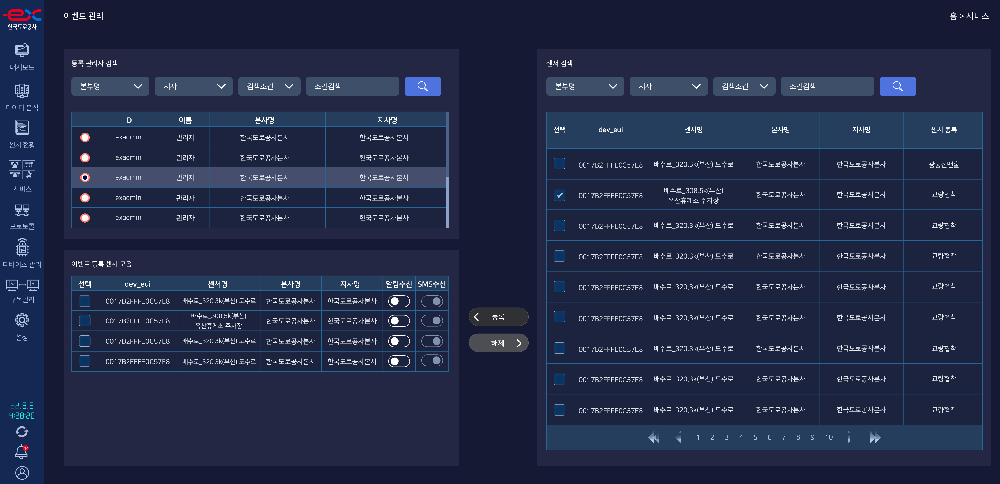 ex
한국도로공사
대시보드
데이터 분석
센서 현황
서비스
프로토콜
디바이스 관리
구독관리
설정
22.8.8
4:28:20
17
이벤트 관리
홈 > 서비스
등록 관리자 검색
본부명 지사 검색조건 조건검색
ID 이름 본사명 지사명
exadmin 관리자 한국도로공사본사 한국도로공사본사
exadmin 관리자 한국도로공사본사 한국도로공사본사
exadmin 관리자 한국도로공사본사 한국도로공사본사
exadmin 관리자 한국도로공사본사 한국도로공사본사
exadmin 관리자 한국도로공사본사 한국도로공사본사
이벤트 등록 센서 모음
선택 dev_eui 센서명 본사명 지사명 알림수신 SMS수신
0017B2FFFE0C57E8 배수로_320.3k(부산) 도수로 한국도로공사본사 한국도로공사본사
0017B2FFFE0C57E8 배수로_308.5k(부산) 한국도로공사본사 한국도로공사본사
옥산휴게소 주차장
0017B2FFFE0C57E8 배수로_320.3k(부산) 도수로 한국도로공사본사 한국도로공사본사
0017B2FFFE0C57E8 배수로_320.3k(부산) 도수로 한국도로공사본사 한국도로공사본사
등록
해제
센서 검색
본부명 지사 검색조건 조건검색
선택 dev_eui 센서명 본사명 지사명 센서 종류
0017B2FFFE0C57E8 배수로_320.3k(부산) 도수로 한국도로공사본사 한국도로공사본사 광통신맨홀
0017B2FFFE0C57E8 배수로_308.5k(부산) 한국도로공사본사 한국도로공사본사 교량협착
옥산휴게소 주차장
0017B2FFFE0C57E8 배수로_320.3k(부산) 도수로 한국도로공사본사 한국도로공사본사 교량협착
0017B2FFFE0C57E8 배수로_320.3k(부산) 도수로 한국도로공사본사 한국도로공사본사 교량협착
0017B2FFFE0C57E8 배수로_320.3k(부산) 도수로 한국도로공사본사 한국도로공사본사 교량협착
0017B2FFFE0C57E8 배수로_320.3k(부산) 도수로 한국도로공사본사 한국도로공사본사 교량협착
0017B2FFFE0C57E8 배수로_320.3k(부산) 도수로 한국도로공사본사 한국도로공사본사 교량협착
0017B2FFFE0C57E8 배수로_320.3k(부산) 도수로 한국도로공사본사 한국도로공사본사 교량협착
0017B2FFFE0C57E8 배수로_320.3k(부산) 도수로 한국도로공사본사 한국도로공사본사 교량협착
1 2 3 4 5 6 7 8 9 10